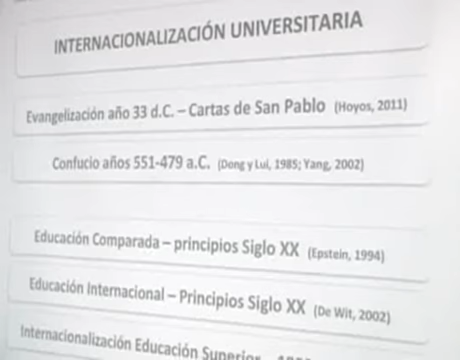 INTERNACIONALIZACIÓN UNIVERSITARIA
Evangelización año 33 d.C. – Cartas de San Pablo (Hoyos, 2011)
Confucio años 551-479 a.C. (Dong y Lui, 1985; Yang, 2002)
Educación Comparada – principios Siglo XX (Epstein, 1994)
Educación Internacional – Principios Siglo XX (De Wit, 2002)
Internacionalización Educación Superior